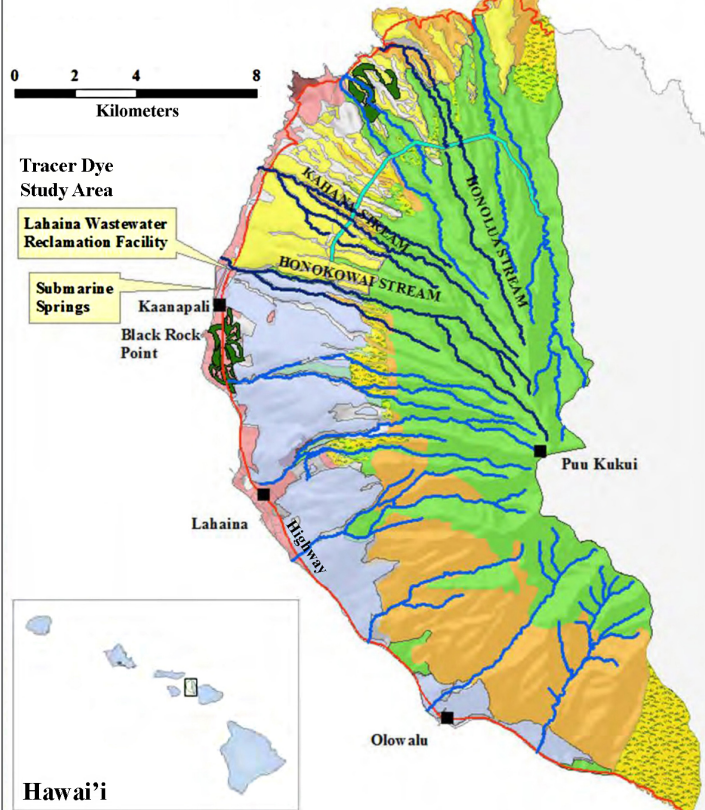 0 2 4 8
Kilometers
Tracer Dye
Study Area
Lahaina Wastewater
Reclamation Facility
Submarine
Springs
Kaanapali
Black Rock
Point
KAHANA STREAM
HONOLUA STREAM
HONOKOWAI STREAM
Puu Kukui
Lahaina
Highway
Olowalu
Hawai'i